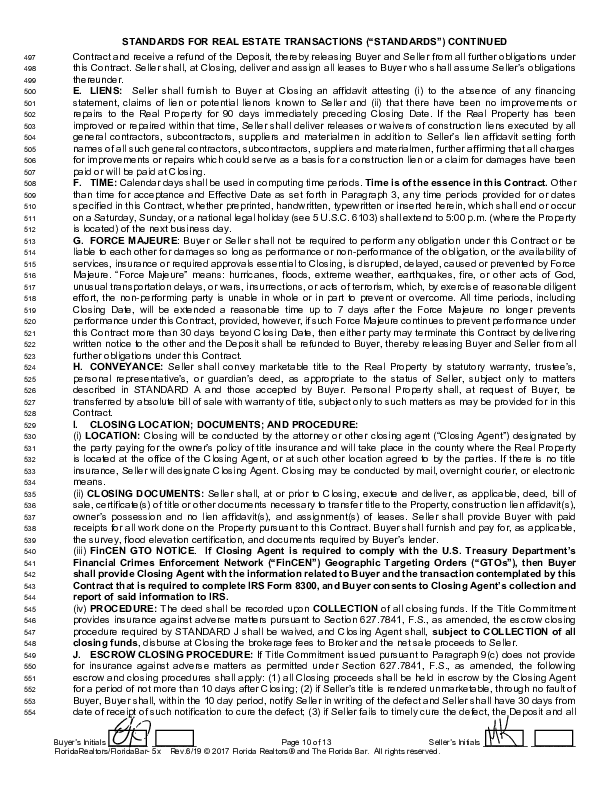 STANDARDS FOR REAL ESTATE TRANSACTIONS (“STANDARDS”) CONTINUED
497 Contract and receive a refund of the Deposit, thereby releasing Buyer and Seller from all further obligations under
498 this Contract. Seller shall, at Closing, deliver and assign all leases to Buyer who shall assume Seller’s obligations
499 thereunder.
500 E. LIENS: Seller shall furnish to Buyer at Closing an affidavit attesting (i) to the absence of any financing
501 statement, claims of lien or potential lienors known to Seller and (ii) that there have been no improvements or
502 repairs to the Real Property for 90 days immediately preceding Closing Date. If the Real Property has been
503 improved or repaired within that time, Seller shall deliver releases or waivers of construction liens executed by all
504 general contractors, subcontractors, suppliers and materialmen in addition to Seller’s lien affidavit setting forth
505 names of all such general contractors, subcontractors, suppliers and materialmen, further affirming that all charges
506 for improvements or repairs which could serve as a basis for a construction lien or a claim for damages have been
507 paid or will be paid at Closing.
508 F. TIME: Calendar days shall be used in computing time periods. Time is of the essence in this Contract. Other
509 than time for acceptance and Effective Date as set forth in Paragraph 3, any time periods provided for or dates
510 specified in this Contract, whether preprinted, handwritten, typewritten or inserted herein, which shall end or occur
511 on a Saturday, Sunday, or a national legal holiday (see 5 U.S.C. 6103) shall extend to 5:00 p.m. (where the Property
512 is located) of the next business day.
513 G. FORCE MAJEURE: Buyer or Seller shall not be required to perform any obligation under this Contract or be
514 liable to each other for damages so long as performance or non-performance of the obligation, or the availability of
515 services, insurance or required approvals essential to Closing, is disrupted, delayed, caused or prevented by Force
516 Majeure. “Force Majeure” means: hurricanes, floods, extreme weather, earthquakes, fire, or other acts of God,
517 unusual transportation delays, or wars, insurrections, or acts of terrorism, which, by exercise of reasonable diligent
518 effort, the non-performing party is unable in whole or in part to prevent or overcome. All time periods, including
519 Closing Date, will be extended a reasonable time up to 7 days after the Force Majeure no longer prevents
520 performance under this Contract, provided, however, if such Force Majeure continues to prevent performance under
521 this Contract more than 30 days beyond Closing Date, then either party may terminate this Contract by delivering
522 written notice to the other and the Deposit shall be refunded to Buyer, thereby releasing Buyer and Seller from all
523 further obligations under this Contract.
524 H. CONVEYANCE: Seller shall convey marketable title to the Real Property by statutory warranty, trustee’s,
525 personal representative’s, or guardian’s deed, as appropriate to the status of Seller, subject only to matters
526 described in STANDARD A and those accepted by Buyer. Personal Property shall, at request of Buyer, be
527 transferred by absolute bill of sale with warranty of title, subject only to such matters as may be provided for in this
528 Contract.
529 I. CLOSING LOCATION; DOCUMENTS; AND PROCEDURE:
530 (i) LOCATION: Closing will be conducted by the attorney or other closing agent (“Closing Agent”) designated by
531 the party paying for the owner’s policy of title insurance and will take place in the county where the Real Property
532 is located at the office of the Closing Agent, or at such other location agreed to by the parties. If there is no title
533 insurance, Seller will designate Closing Agent. Closing may be conducted by mail, overnight courier, or electronic
534 means.
535 (ii) CLOSING DOCUMENTS: Seller shall, at or prior to Closing, execute and deliver, as applicable, deed, bill of
536 sale, certificate(s) of title or other documents necessary to transfer title to the Property, construction lien affidavit(s),
537 owner’s possession and no lien affidavit(s), and assignment(s) of leases. Seller shall provide Buyer with paid
538 receipts for all work done on the Property pursuant to this Contract. Buyer shall furnish and pay for, as applicable,
539 the survey, flood elevation certification, and documents required by Buyer’s lender.
540 (iii) FinCEN GTO NOTICE. If Closing Agent is required to comply with the U.S. Treasury Department’s
541 Financial Crimes Enforcement Network (“FinCEN”) Geographic Targeting Orders (“GTOs”), then Buyer
542 shall provide Closing Agent with the information related to Buyer and the transaction contemplated by this
543 Contract that is required to complete IRS Form 8300, and Buyer consents to Closing Agent’s collection and
544 report of said information to IRS.
545 (iv) PROCEDURE: The deed shall be recorded upon COLLECTION of all closing funds. If the Title Commitment
546 provides insurance against adverse matters pursuant to Section 627.7841, F.S., as amended, the escrow closing
547 procedure required by STANDARD J shall be waived, and Closing Agent shall, subject to COLLECTION of all
548 closing funds, disburse at Closing the brokerage fees to Broker and the net sale proceeds to Seller.
549 J. ESCROW CLOSING PROCEDURE: If Title Commitment issued pursuant to Paragraph 9(c) does not provide
550 for insurance against adverse matters as permitted under Section 627.7841, F.S., as amended, the following
551 escrow and closing procedures shall apply: (1) all Closing proceeds shall be held in escrow by the Closing Agent
552 for a period of not more than 10 days after Closing; (2) if Seller’s title is rendered unmarketable, through no fault of
553 Buyer, Buyer shall, within the 10 day period, notify Seller in writing of the defect and Seller shall have 30 days from
554 date of receipt of such notification to cure the defect; (3) if Seller fails to timely cure the defect, the Deposit and all
Buyer’s Initials Page 10 of 13 Seller’s Initials
FloridaRealtors/FloridaBar-5x Rev.6/19 © 2017 Florida Realtors® and The Florida Bar. All rights reserved.